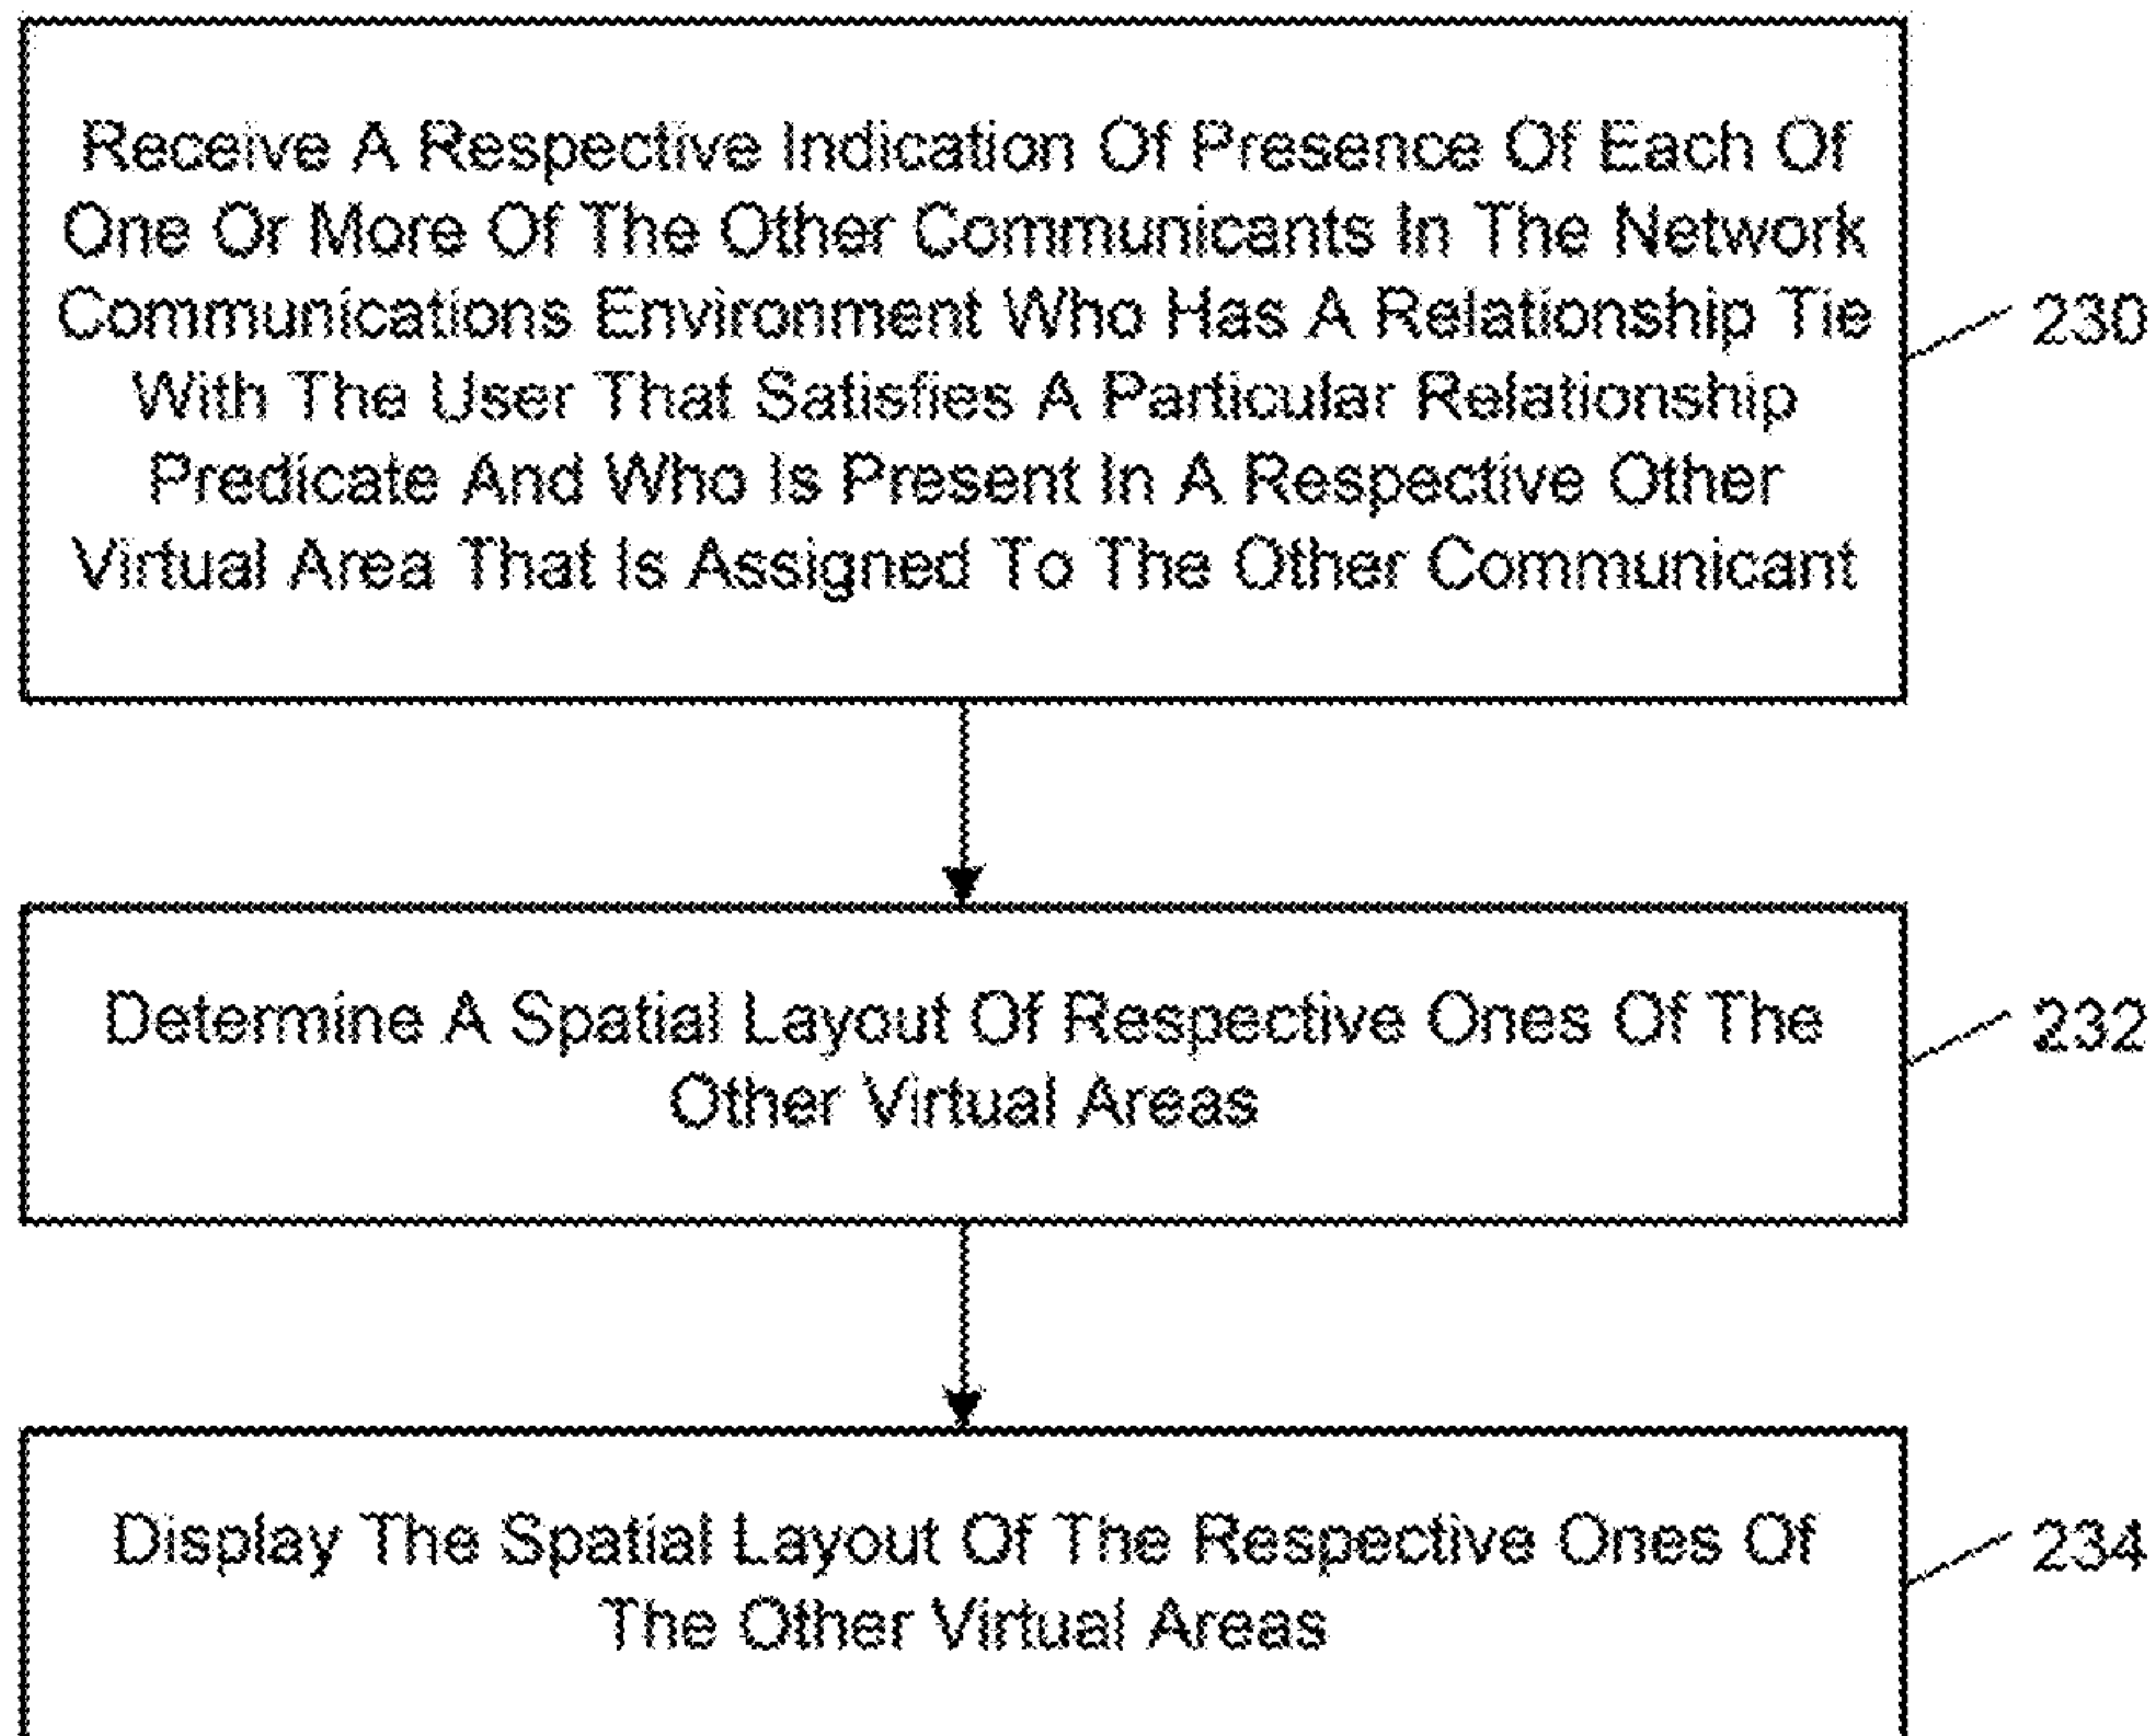 Receive A Respective Indication Of Presence Of Each Of
One Or More Of The Other Communicants In The Network
Communications Environment Who Has A Relationship Tie
With The User That Satisfies A Particular Relationship
Predicate And Who Is Present In A Respective Other
Virtual Area That Is Assigned To The Other Communicant
230
Determine A Spatial Layout Of Respective Ones Of The
Other Virtual Areas
232
Display The Spatial Layout Of The Respective Ones Of
The Other Virtual Areas
234